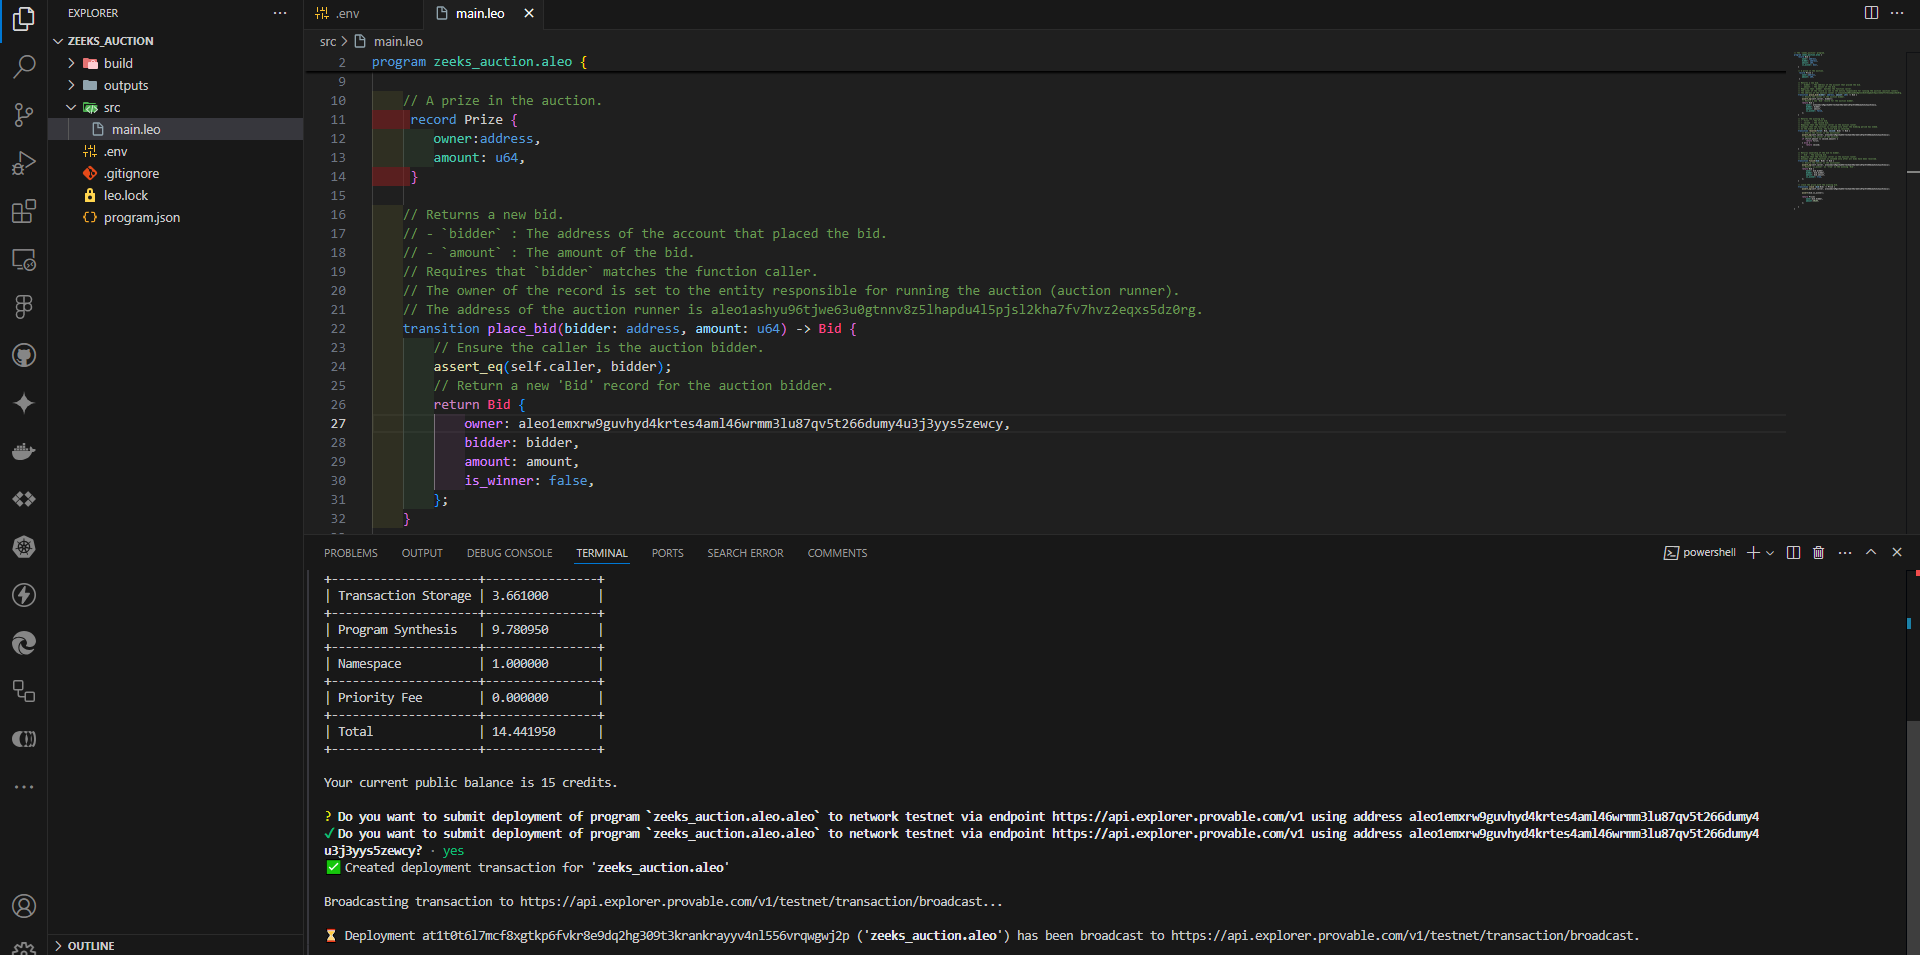 EXPLORER
ZEEKS_AUCTION
build
outputs
src
main.leo
.env
.gitignore
leo.lock
program.json
OUTLINE
.env
main.leo
src > main.leo
2 program zeeks_auction.aleo {
9
10 // A prize in the auction.
11 record Prize {
12 owner:address,
13 amount: u64,
14 }
15
16 // Returns a new bid.
17 // - `bidder` : The address of the account that placed the bid.
18 // - `amount` : The amount of the bid.
19 // Requires that `bidder` matches the function caller.
20 // The owner of the record is set to the entity responsible for running the auction (auction runner).
21 // The address of the auction runner is aleo1ashyu96tjwe63u0gtnnv8z5lhapdu4l5pjsl2kha7fv7hvz2eqxs5dz0rg.
22 transition place_bid(bidder: address, amount: u64) -> Bid {
23 // Ensure the caller is the auction bidder.
24 assert_eq(self.caller, bidder);
25 // Return a new 'Bid' record for the auction bidder.
26 return Bid {
27 owner: aleo1emxrw9guvhyd4krtes4aml46wrmm3lu87qv5t266dumy4u3j3yys5zewcy,
28 bidder: bidder,
29 amount: amount,
30 is_winner: false,
31 };
32 }
PROBLEMS OUTPUT DEBUG CONSOLE TERMINAL PORTS SEARCH ERROR COMMENTS
powershell
| Transaction Storage | 3.661000 |
| Program Synthesis | 9.780950 |
| Namespace | 1.000000 |
| Priority Fee | 0.000000 |
| Total | 14.441950 |
Your current public balance is 15 credits.
? Do you want to submit deployment of program `zeeks_auction.aleo.aleo` to network testnet via endpoint https://api.explorer.provable.com/v1 using address aleo1emxrw9guvhyd4krtes4aml46wrmm3lu87qv5t266dumy4
✓ Do you want to submit deployment of program `zeeks_auction.aleo.aleo` to network testnet via endpoint https://api.explorer.provable.com/v1 using address aleo1emxrw9guvhyd4krtes4aml46wrmm3lu87qv5t266dumy4
u3j3yys5zewcy? · yes
✅ Created deployment transaction for 'zeeks_auction.aleo'
Broadcasting transaction to https://api.explorer.provable.com/v1/testnet/transaction/broadcast...
⌛ Deployment at1t0t6l7mcf8xgtkp6fvkr8e9dq2hg309t3krankrayyv4nl556vrqwgwj2p ('zeeks_auction.aleo') has been broadcast to https://api.explorer.provable.com/v1/testnet/transaction/broadcast.